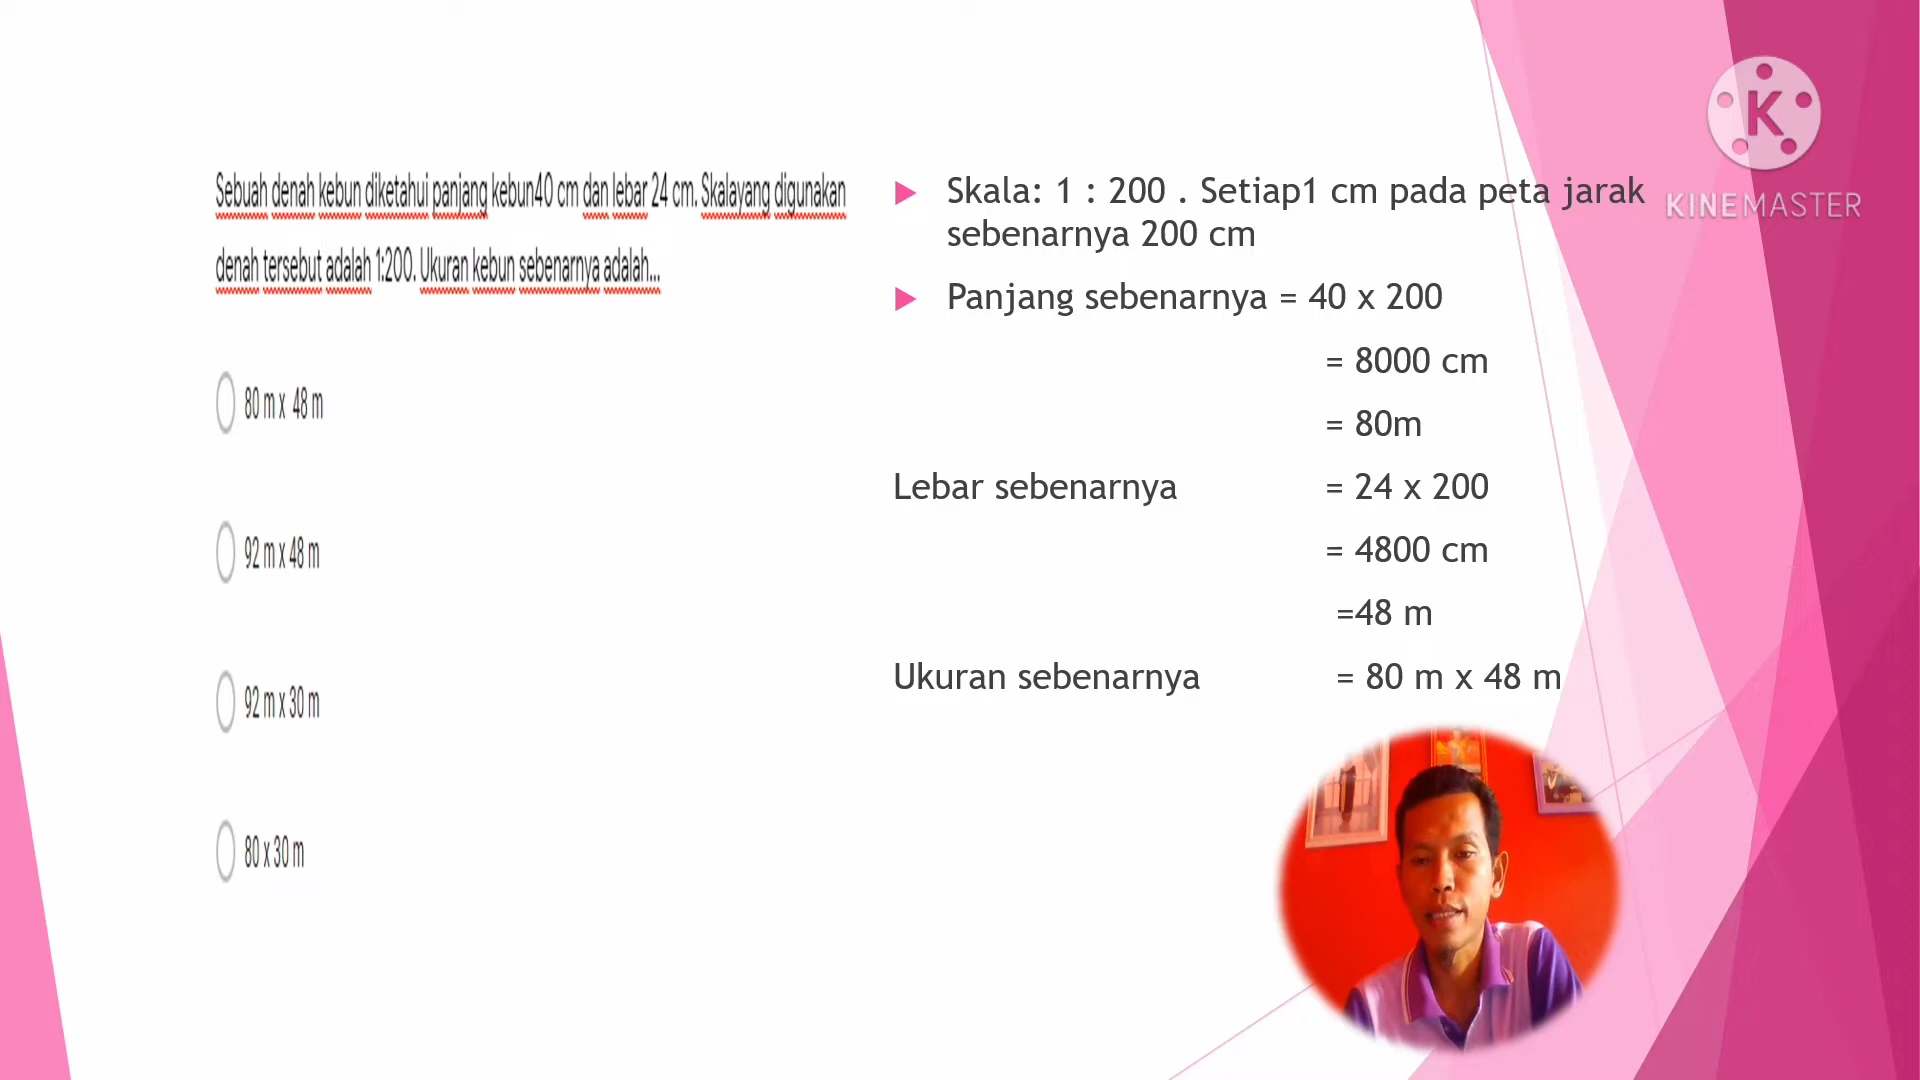 Sebuah denah kebun diketahui panjang kebun40 cm dan lebar 24 cm. Skalayang digunakan
denah tersebut adalah 1:200. Ukuran kebun sebenarnya adalah...
80 m x 48 m
92 m x 48 m
92 m x 30 m
80 x 30 m
Skala: 1 : 200 . Setiap1 cm pada peta jarak
sebenarnya 200 cm
Panjang sebenarnya = 40 x 200
= 8000 cm
= 80m
Lebar sebenarnya = 24 x 200
= 4800 cm
=48 m
Ukuran sebenarnya = 80 m x 48 m
K
KINEMASTER